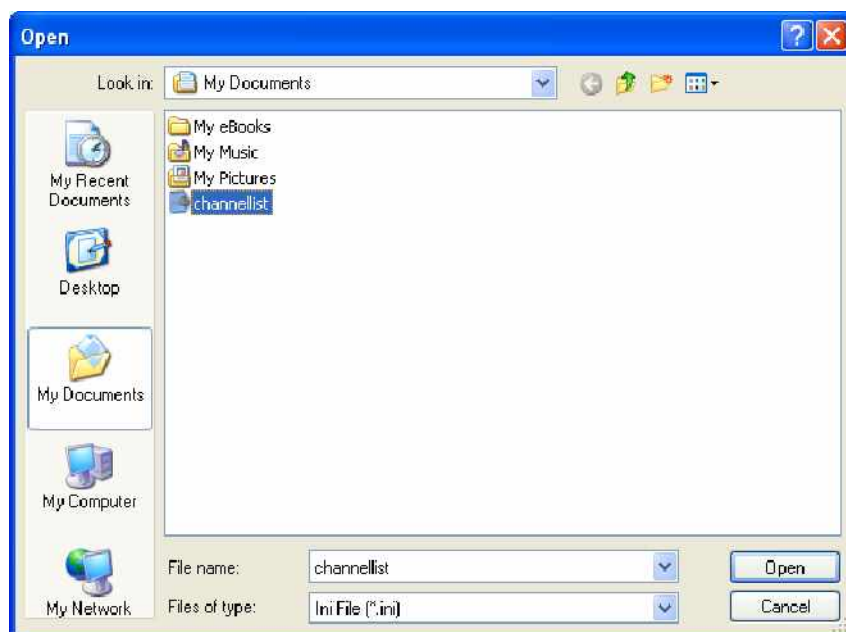 Open
Look in:
My Documents
My eBooks
My Music
My Pictures
channellist
My Recent
Documents
Desktop
My Documents
My Computer
My Network
File name:
channellist
Open
Files of type:
Ini File (*.ini)
Cancel